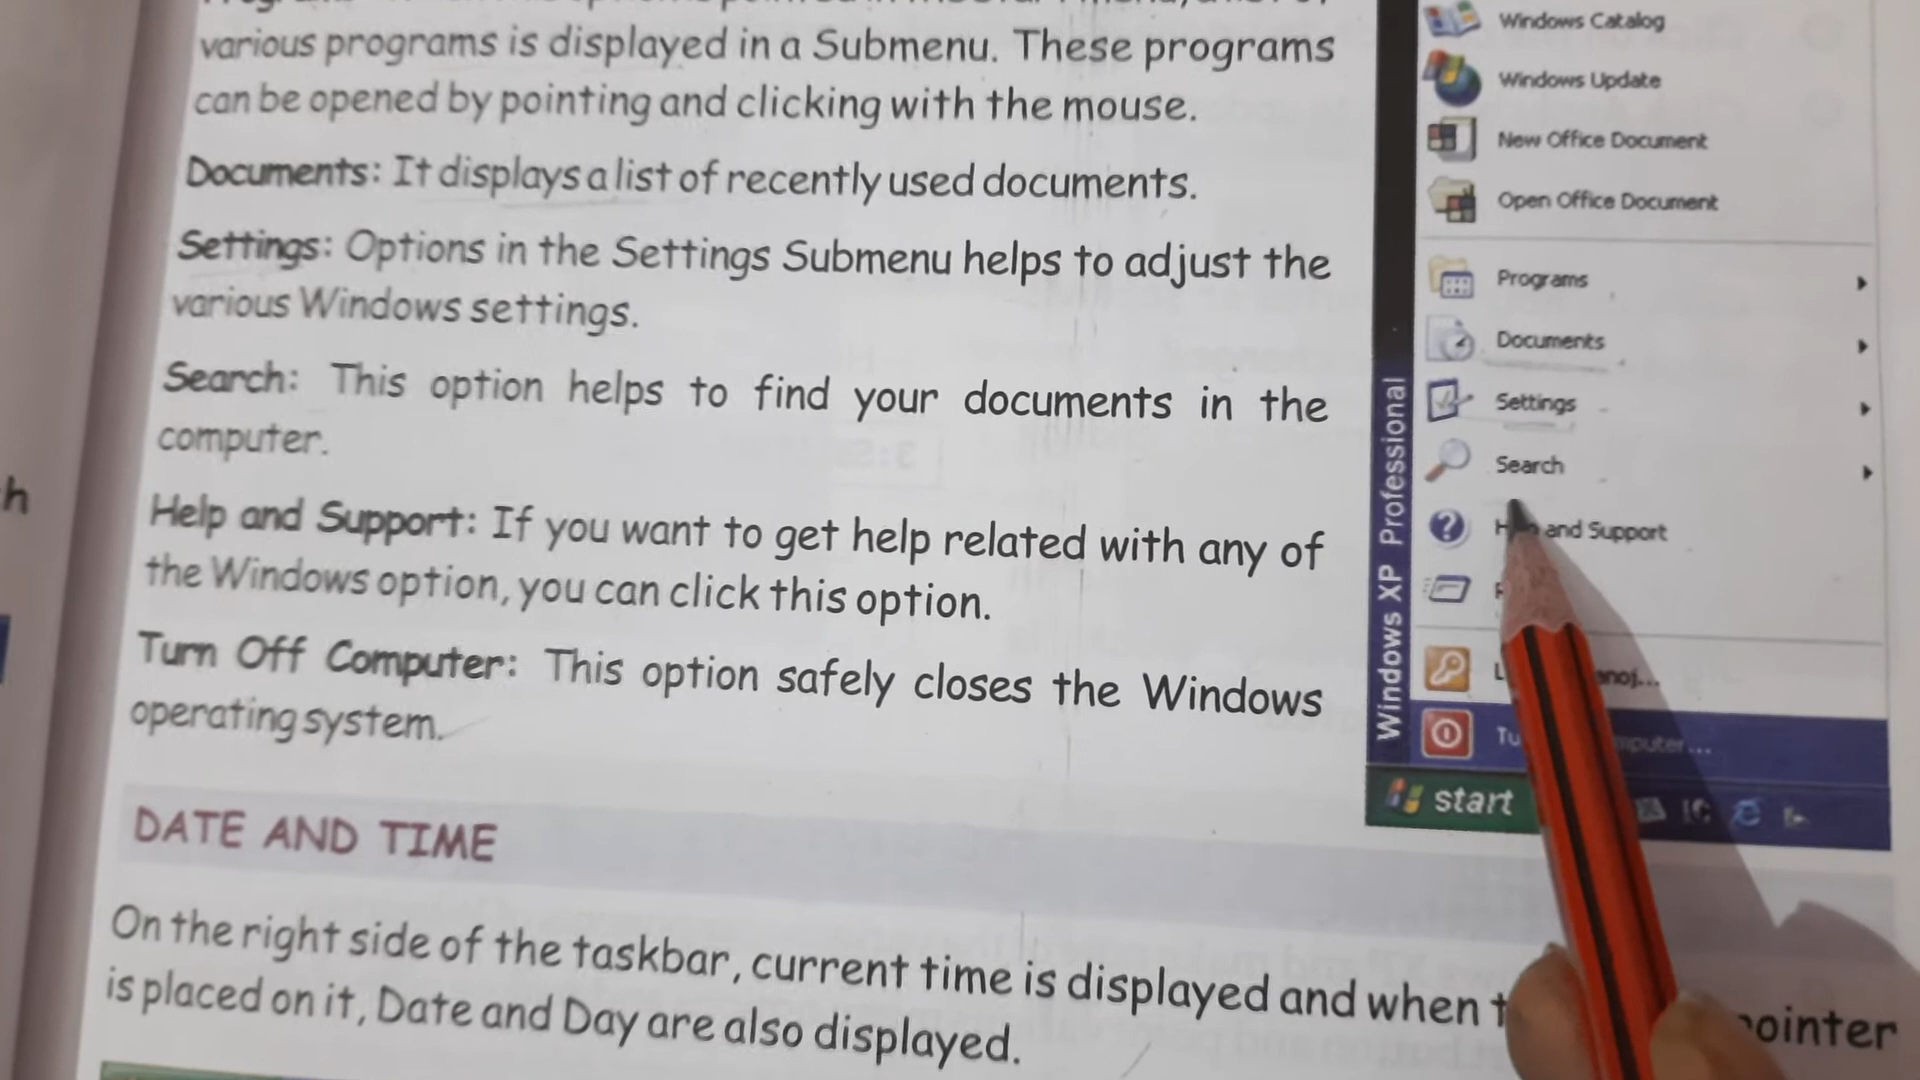 various programs is displayed in a Submenu. These programs
can be opened by pointing and clicking with the mouse.
Documents: It displays a list of recently used documents.
Settings: Options in the Settings Submenu helps to adjust the
various Windows settings.
Search: This option helps to find your documents in the
computer.
Help and Support: If you want to get help related with any of
the Windows option, you can click this option.
Turn Off Computer: This option safely closes the Windows
operating system.
DATE AND TIME
On the right side of the taskbar, current time is displayed and when
is placed on it, Date and Day are also displayed.
h
Windows Catalog
Windows Update
New Office Document
Open Office Document
Programs
Documents
Settings
Search
and Support
Windows XP Professional
start